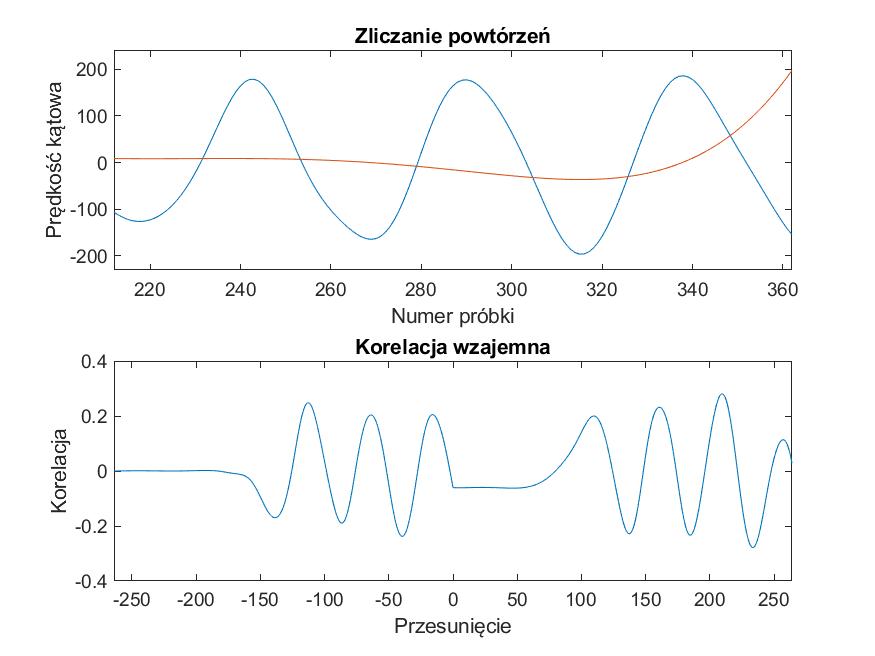 Zliczanie powtórzeń
Prędkość kątowa
200
100
0
-100
-200
220 240 260 280 300 320 340 360
Numer próbki
Korelacja wzajemna
Korelacja
0.4
0.2
0
-0.2
-0.4
-250 -200 -150 -100 -50 0 50 100 150 200 250
Przesunięcie